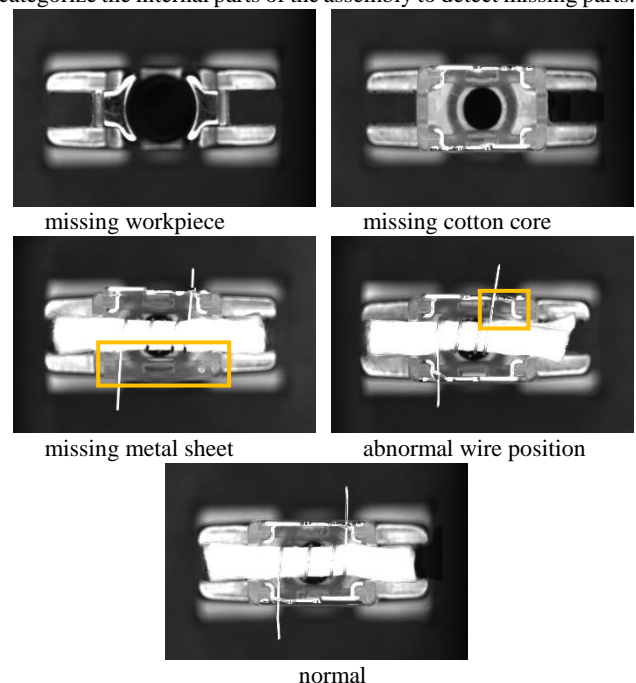 categorize the internal parts of the assembly to detect missing parts.
missing workpiece
missing cotton core
missing metal sheet
abnormal wire position
normal